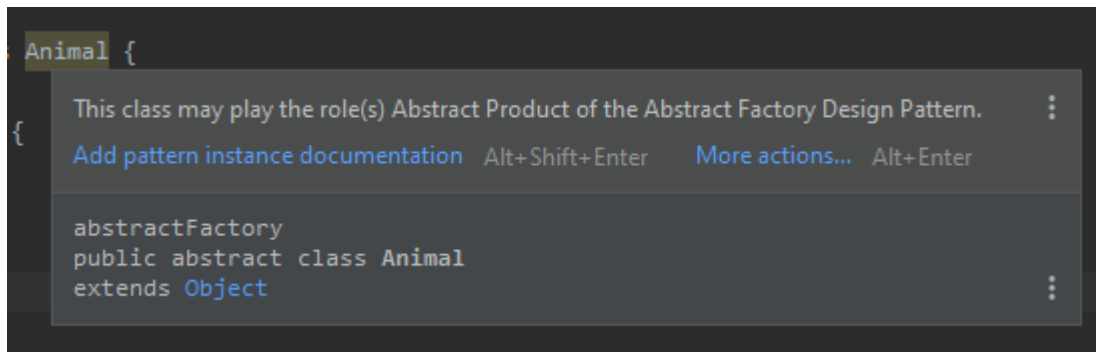 Animal {
{
This class may play the role(s) Abstract Product of the Abstract Factory Design Pattern.
Add pattern instance documentation Alt+Shift+Enter More actions... Alt+Enter
abstractFactory
public abstract class Animal
extends Object